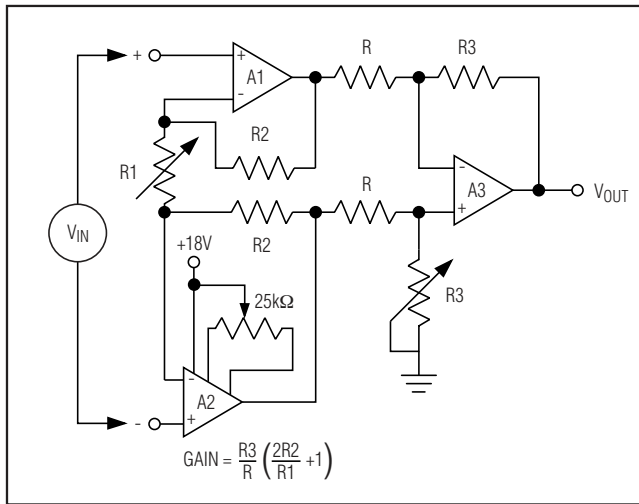 +
+
A1
-
R
R3
R2
R1
-
R
A3
+
VOUT
VIN
R2
+18V
25kΩ
R3
-
A2
+
-
GAIN = R3/R (2R2/R1 +1)